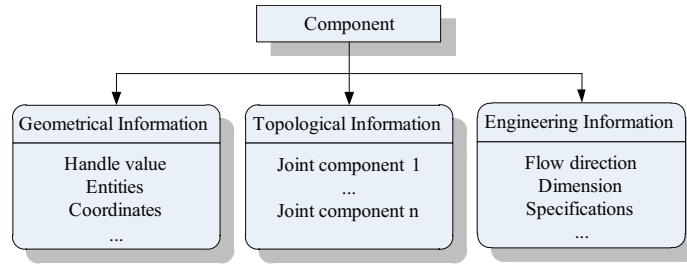 Component
Geometrical Information
Handle value
Entities
Coordinates
...
Topological Information
Joint component 1
...
Joint component n
Engineering Information
Flow direction
Dimension
Specifications
...